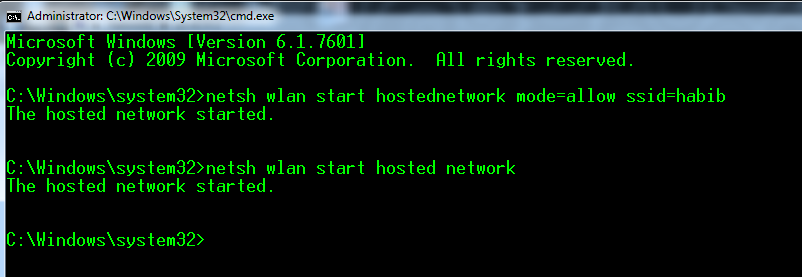 Administrator: C:\Windows\System32\cmd.exe
Microsoft Windows [Version 6.1.7601]
Copyright (c) 2009 Microsoft Corporation.  All rights reserved.
C:\Windows\system32>netsh wlan start hostednetwork mode=allow ssid=habib
The hosted network started.
C:\Windows\system32>netsh wlan start hosted network
The hosted network started.
C:\Windows\system32>